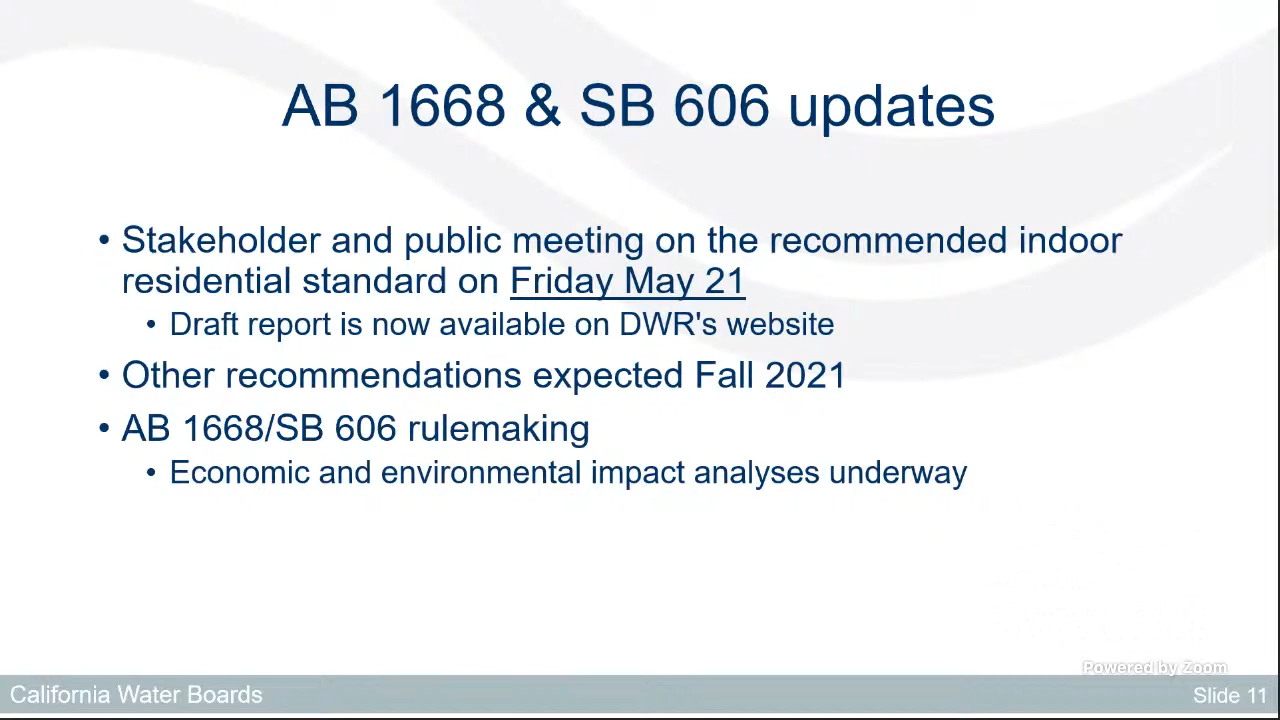 AB 1668 & SB 606 updates
• Stakeholder and public meeting on the recommended indoor
residential standard on Friday May 21
• Draft report is now available on DWR's website
• Other recommendations expected Fall 2021
• AB 1668/SB 606 rulemaking
• Economic and environmental impact analyses underway
Powered by Zoom
California Water Boards
Slide 11